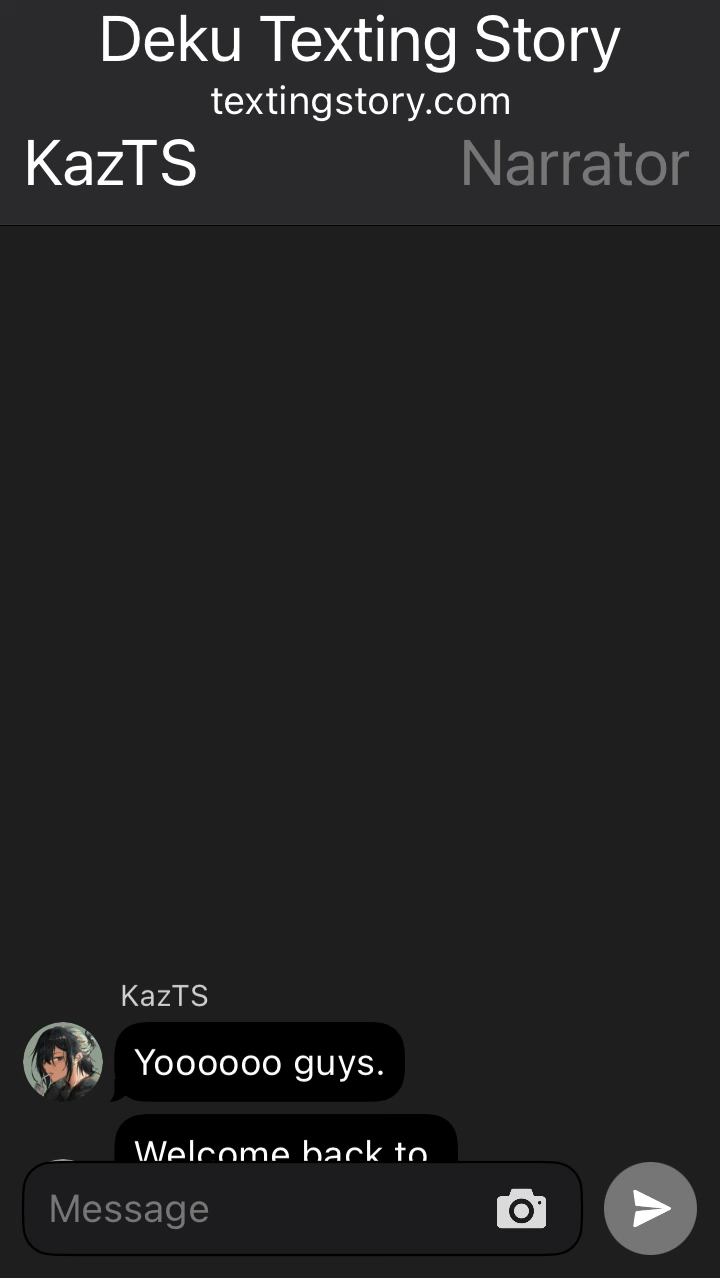 Deku Texting Story
textingstory.com
KazTS
Narrator
KazTS
Yoooooo guys.
Welcome back to
Message